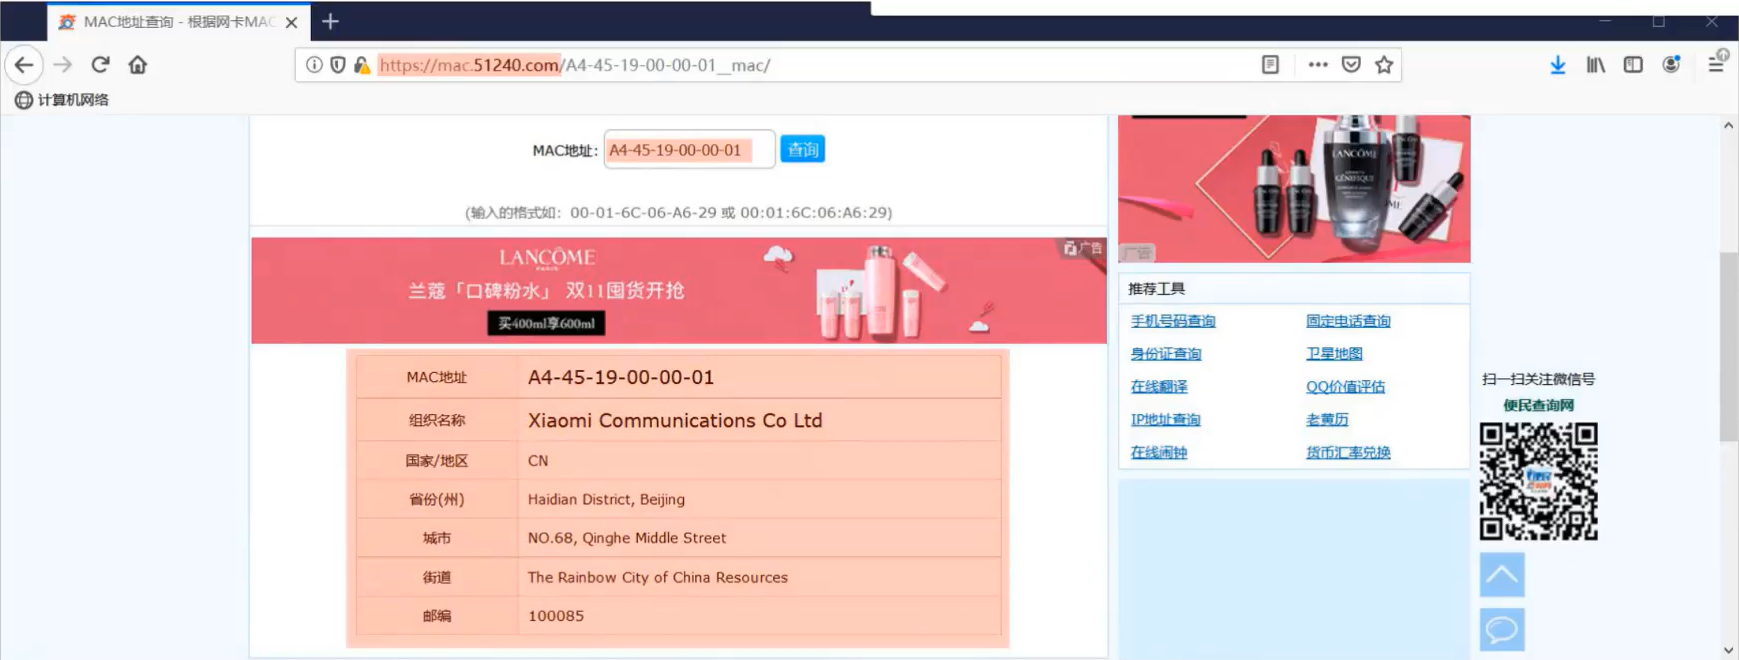 MAC地址查询 - 根据网卡MAC
https://mac.51240.com/A4-45-19-00-00-01__mac/
计算机网络
MAC地址: A4-45-19-00-00-01 查询
(输入的格式如: 00-01-6C-06-A6-29 或 00:01:6C:06:A6:29)
LANCÔME
PARIS
兰蔻「口碑粉水」 双11囤货开抢
买400ml享600ml
广告
MAC地址 A4-45-19-00-00-01
组织名称 Xiaomi Communications Co Ltd
国家/地区 CN
省份(州) Haidian District, Beijing
城市 NO.68, Qinghe Middle Street
街道 The Rainbow City of China Resources
邮编 100085
LANCÔME
GÉNIFIQUE
推荐工具
手机号码查询 固定电话查询
身份证查询 卫星地图
在线翻译 QQ价值评估
IP地址查询 老黄历
在线闹钟 货币汇率兑换
扫一扫关注微信号
便民查询网